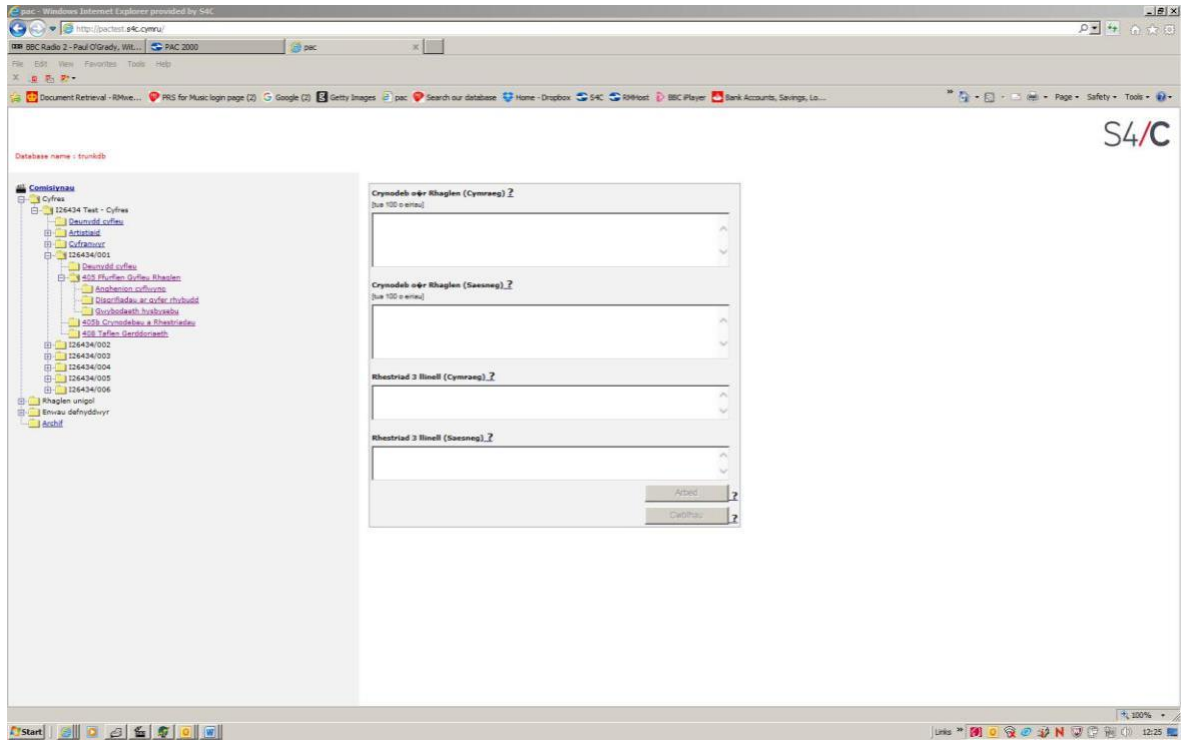 pac - Windows Internet Explorer provided by S4C
http://pactest.s4c.cymru/
BBC Radio 2 - Paul O'Grady, Wit...
PAC 2000
pac
File Edit View Favorites Tools Help
Document Retrieval - RMwe...
PRS for Music login page (2)
Google (2)
Getty Images
pac
Search our database
Home - Dropbox
S4C
RMHost
BBC iPlayer
Bank Accounts, Savings, Lo...
Page
Safety
Tools
S4/C
Database name : trunkdb
Comisiynau
Cyfres
I26434 Test - Cyfres
Deunydd cyfleu
Artistiaid
Cyfranwyr
I26434/001
Deunydd cyfleu
405 Ffurflen Gyfleu Rhaglen
Anghenion cyflwyno
Disgrifiadau ar gyfer rhybudd
Gwybodaeth hysbysebu
405b Crynodebau a Rhestriadau
408 Taflen Gerddoriaeth
I26434/002
I26434/003
I26434/004
I26434/005
I26434/006
Rhaglen unigol
Enwau defnyddwyr
Archif
Crynodeb o�r Rhaglen (Cymraeg) ?
[tua 100 o eiriau]
Crynodeb o�r Rhaglen (Saesneg) ?
[tua 100 o eiriau]
Rhestriad 3 llinell (Cymraeg) ?
Rhestriad 3 llinell (Saesneg) ?
Arbed ?
Cwblhau ?
100%
Start
Links
12:25